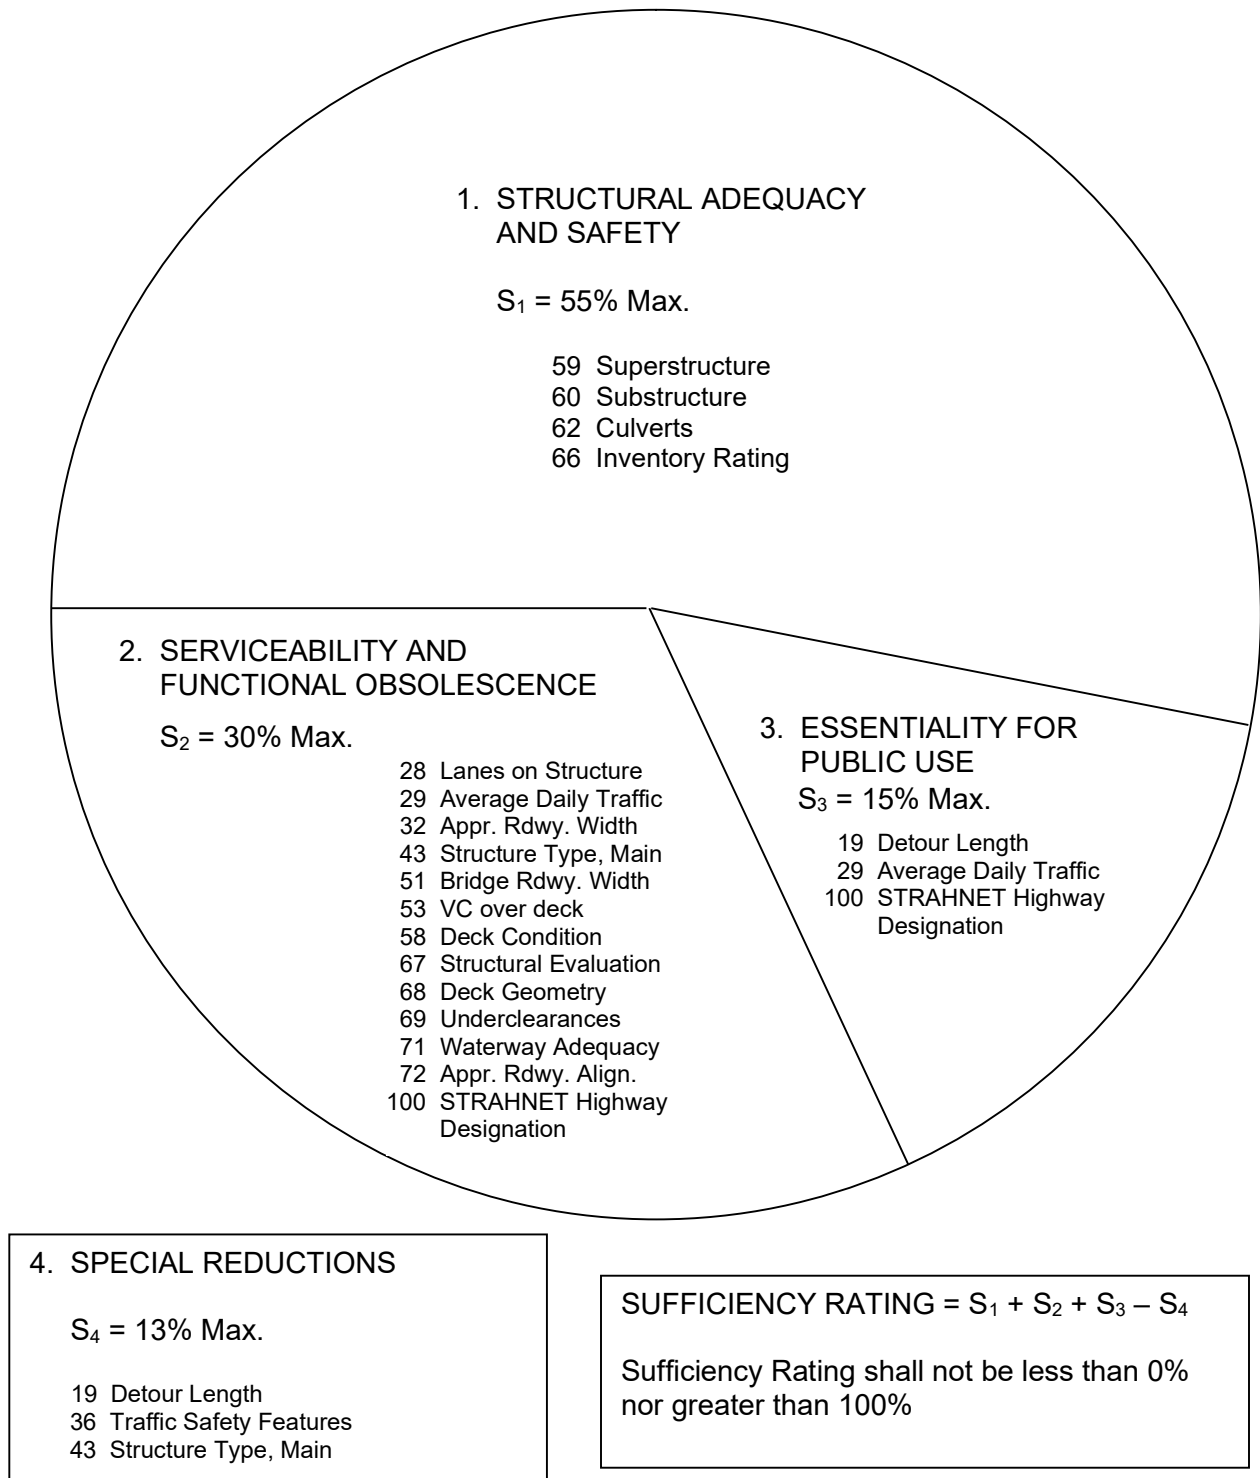 1. STRUCTURAL ADEQUACY
AND SAFETY
S₁ = 55% Max.
59 Superstructure
60 Substructure
62 Culverts
66 Inventory Rating
2. SERVICEABILITY AND
FUNCTIONAL OBSOLESCENCE
S₂ = 30% Max.
28 Lanes on Structure
29 Average Daily Traffic
32 Appr. Rdwy. Width
43 Structure Type, Main
51 Bridge Rdwy. Width
53 VC over deck
58 Deck Condition
67 Structural Evaluation
68 Deck Geometry
69 Underclearances
71 Waterway Adequacy
72 Appr. Rdwy. Align.
100 STRAHNET Highway
Designation
3. ESSENTIALITY FOR
PUBLIC USE
S₃ = 15% Max.
19 Detour Length
29 Average Daily Traffic
100 STRAHNET Highway
Designation
4. SPECIAL REDUCTIONS
S₄ = 13% Max.
19 Detour Length
36 Traffic Safety Features
43 Structure Type, Main
SUFFICIENCY RATING = S₁ + S₂ + S₃ – S₄
Sufficiency Rating shall not be less than 0%
nor greater than 100%